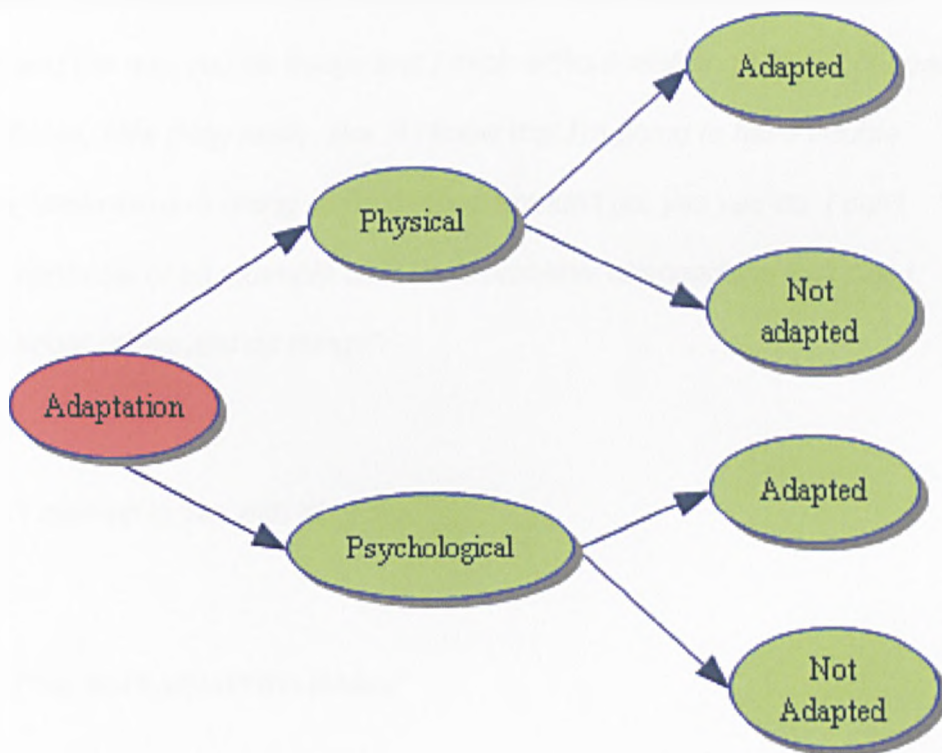 Adapted
Physical
Not
adapted
Adaptation
Adapted
Psychological
Not
Adapted